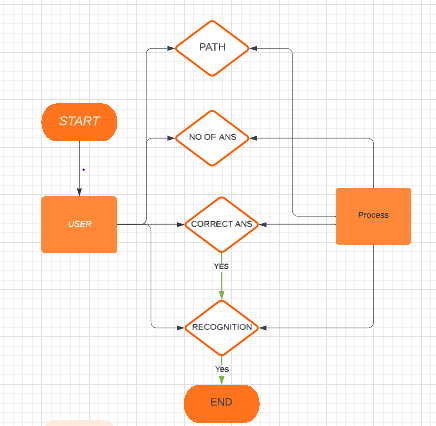 PATH
START
NO OF ANS
USER
CORRECT ANS
Process
YES
RECOGNITION
Yes
END